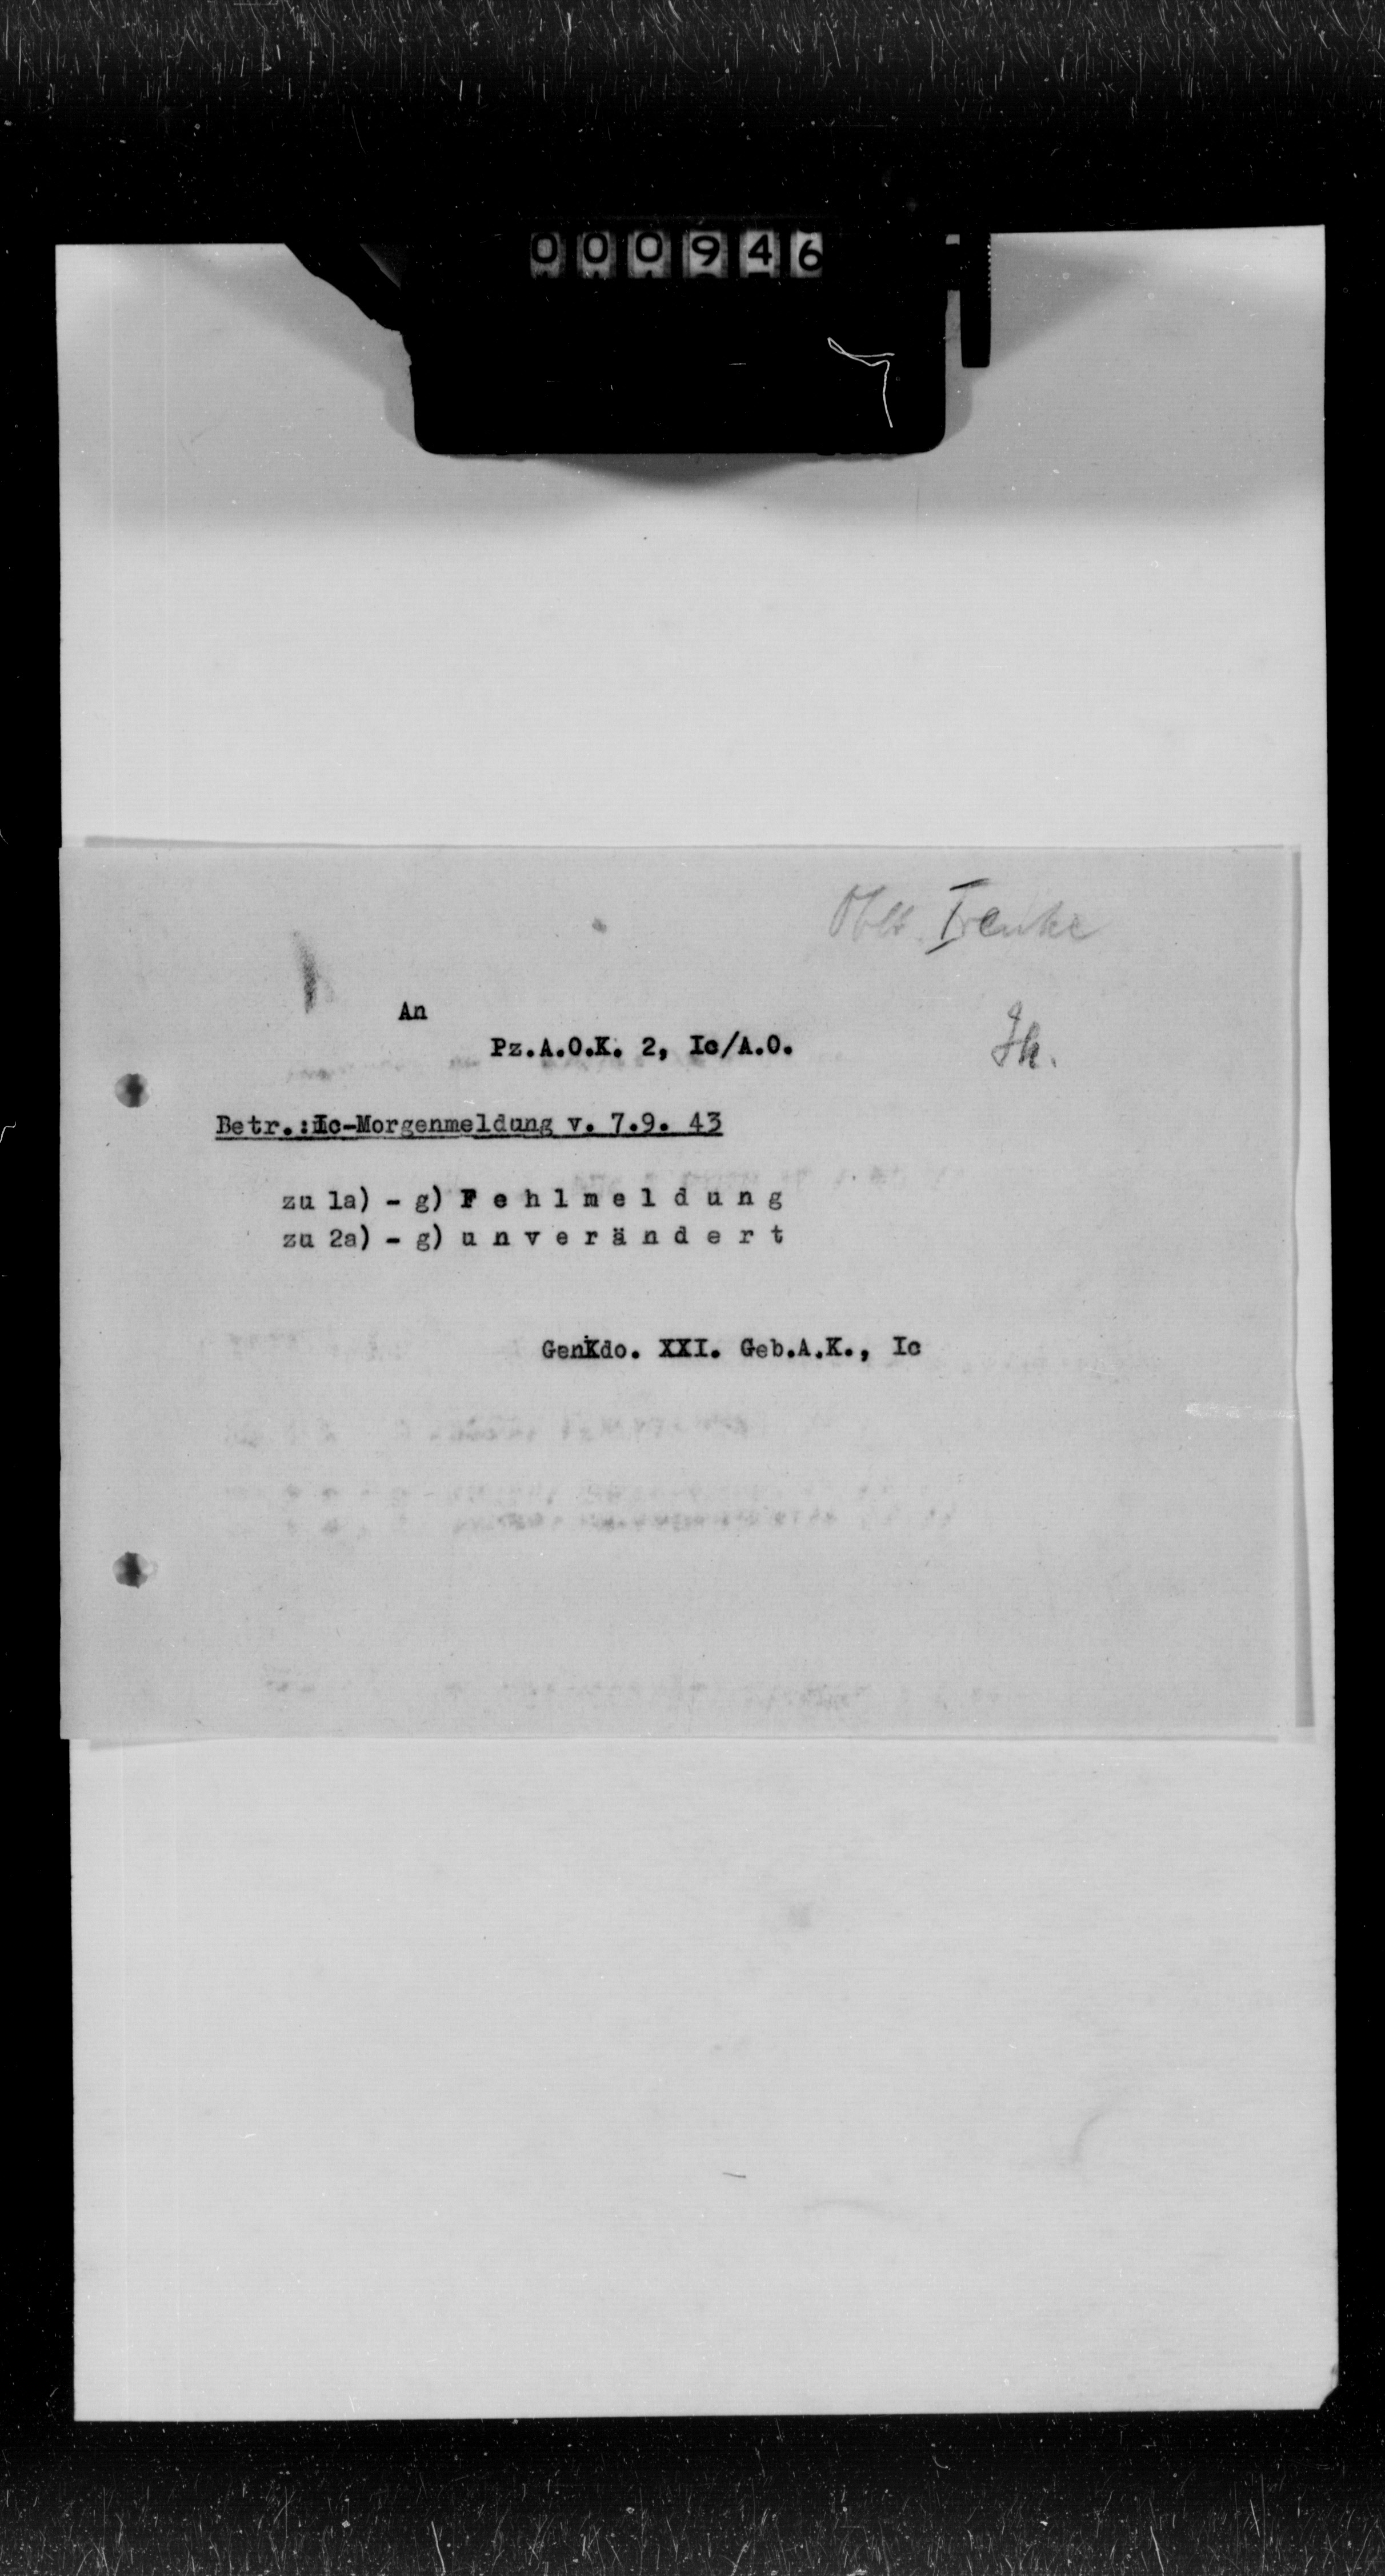 000946
An
Pz.A.O.K. 2, Ic/A.O.
Betr.:Ic-Morgenmeldung v. 7.9. 43
zu 1a) - g) F e h l m e l d u n g
zu 2a) - g) u n v e r ä n d e r t
GenKdo. XXI. Geb.A.K., Ic